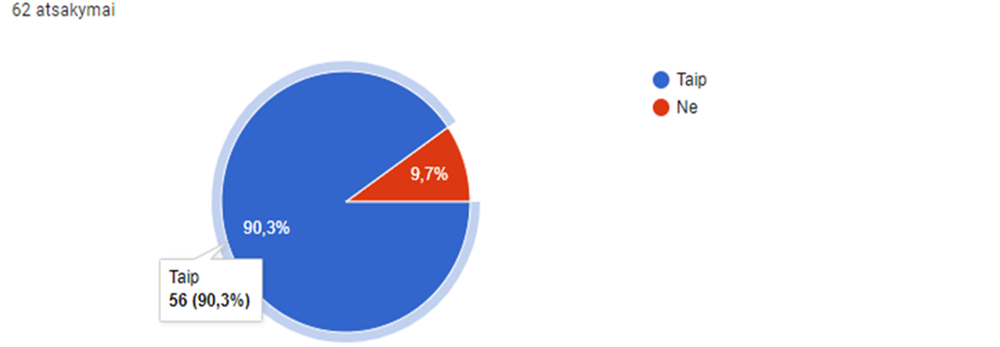 62 atsakymai
Taip
Ne
9,7%
90,3%
Taip
56 (90,3%)